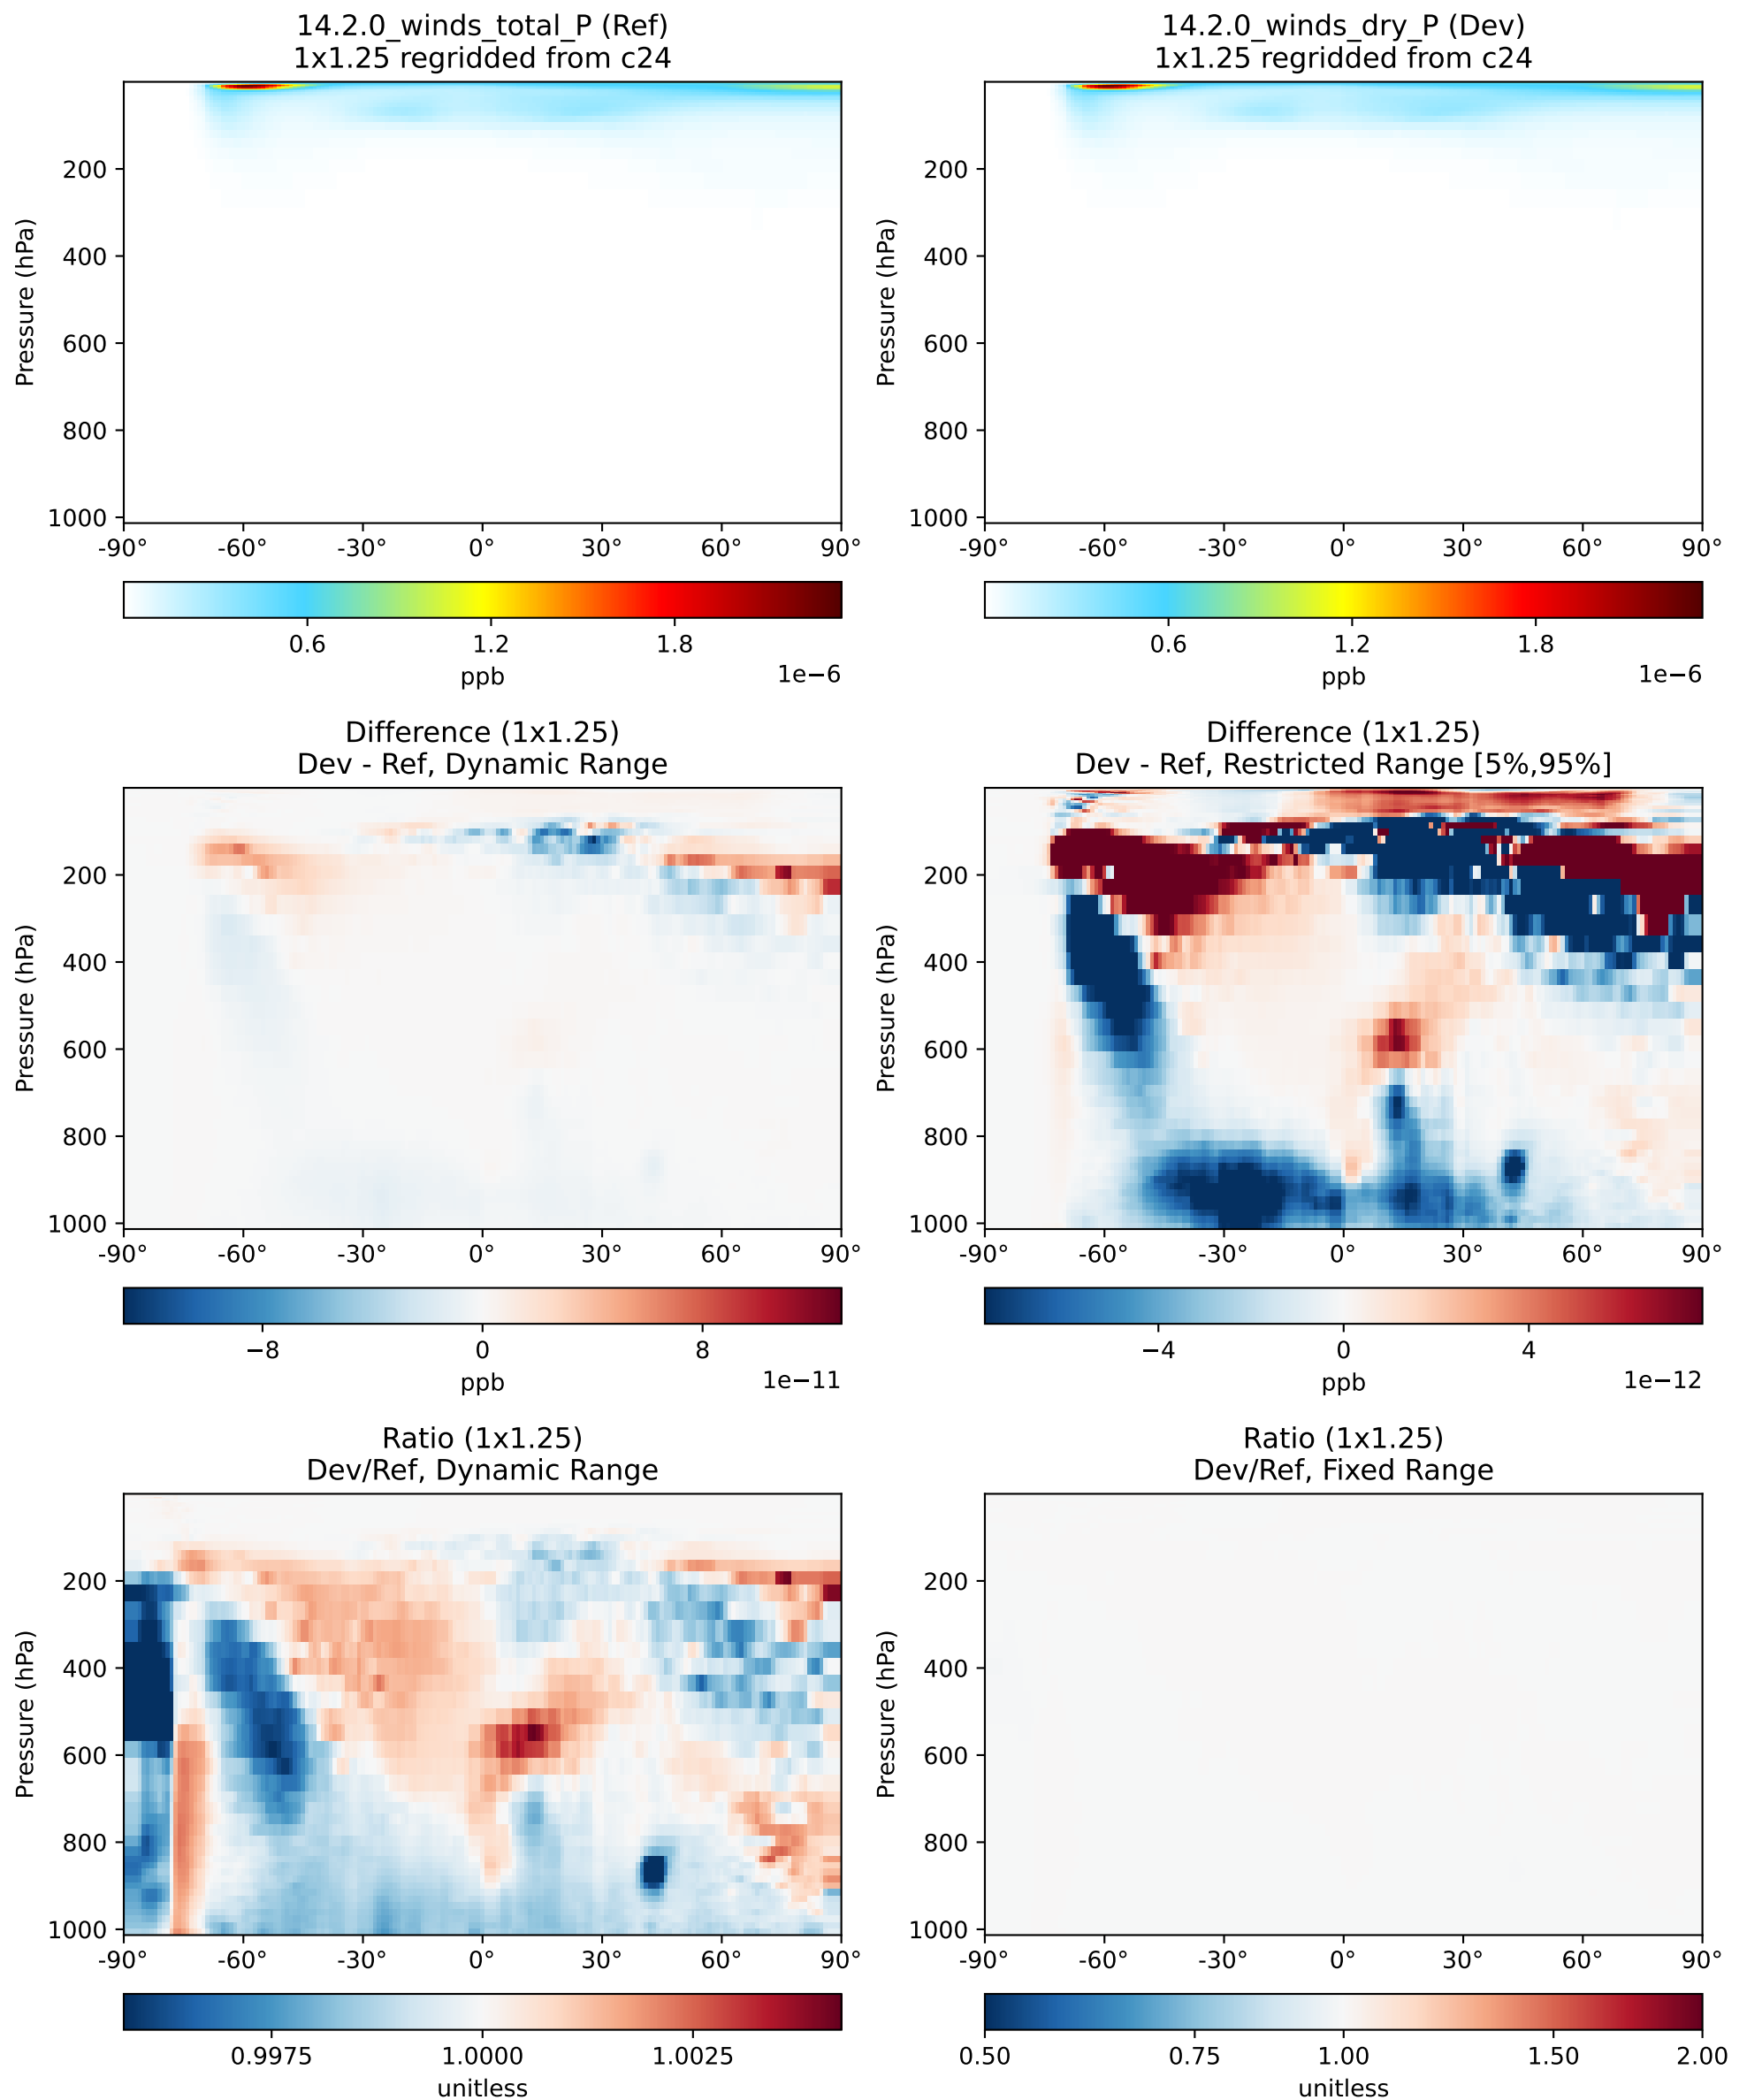 14.2.0_winds_total_P (Ref)
1x1.25 regridded from c24
Pressure (hPa)
200
400
600
800
1000
-90° -60° -30° 0° 30° 60° 90°
0.6 1.2 1.8
ppb 1e−6
14.2.0_winds_dry_P (Dev)
1x1.25 regridded from c24
Pressure (hPa)
200
400
600
800
1000
-90° -60° -30° 0° 30° 60° 90°
0.6 1.2 1.8
ppb 1e−6
Difference (1x1.25)
Dev - Ref, Dynamic Range
Pressure (hPa)
200
400
600
800
1000
-90° -60° -30° 0° 30° 60° 90°
−8 0 8
ppb 1e−11
Difference (1x1.25)
Dev - Ref, Restricted Range [5%,95%]
Pressure (hPa)
200
400
600
800
1000
-90° -60° -30° 0° 30° 60° 90°
−4 0 4
ppb 1e−12
Ratio (1x1.25)
Dev/Ref, Dynamic Range
Pressure (hPa)
200
400
600
800
1000
-90° -60° -30° 0° 30° 60° 90°
0.9975 1.0000 1.0025
unitless
Ratio (1x1.25)
Dev/Ref, Fixed Range
Pressure (hPa)
200
400
600
800
1000
-90° -60° -30° 0° 30° 60° 90°
0.50 0.75 1.00 1.50 2.00
unitless